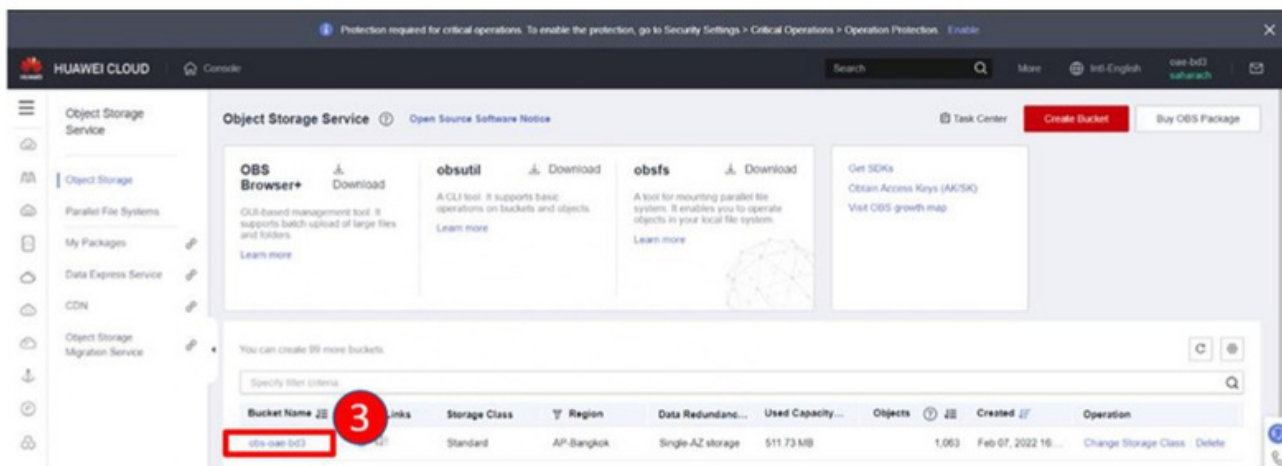 Protection required for critical operations. To enable the protection, go to Security Settings > Critical Operations > Operation Protection. Enable
HUAWEI
HUAWEI CLOUD Console Search More Intl-English oae-bd3
saharach
Object Storage
Service
Object Storage
Parallel File Systems
My Packages
Data Express Service
CDN
Object Storage
Migration Service
Object Storage Service Open Source Software Notice Task Center Create Bucket Buy OBS Package
OBS
Browser+
Download
GUI-based management tool. It
supports batch upload of large files
and folders.
Learn more
obsutil Download
A CLI tool. It supports basic
operations on buckets and objects.
Learn more
obsfs Download
A tool for mounting parallel file
system. It enables you to operate
objects in your local file system.
Learn more
Get SDKs
Obtain Access Keys (AK/SK)
Visit OBS growth map
You can create 99 more buckets.
Specify filter criteria.
Bucket Name 3 Links Storage Class Region Data Redundanc... Used Capacity... Objects Created Operation
obs-oae-bd3 Standard AP-Bangkok Single-AZ storage 511.73 MB 1,063 Feb 07, 2022 16:... Change Storage Class Delete